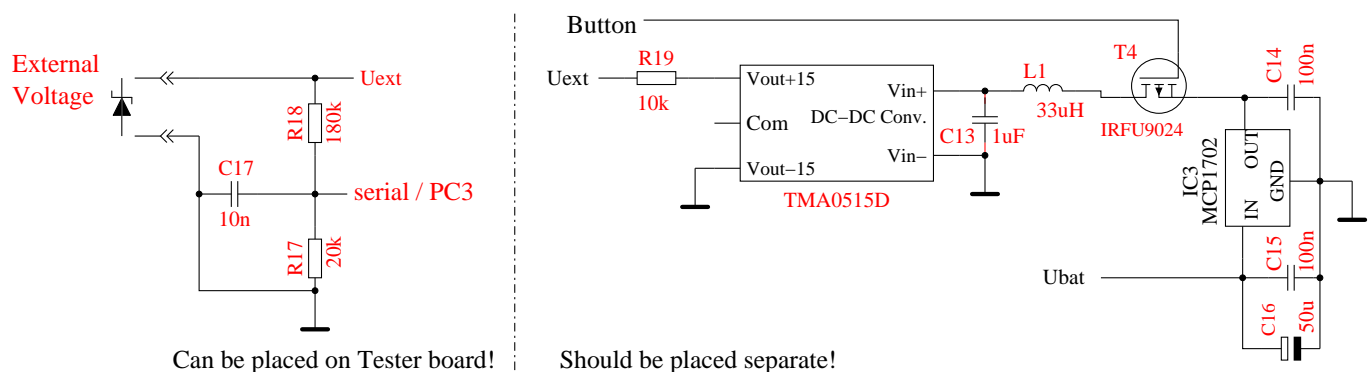 External
Voltage
Uext
R18
180k
C17
10n
serial / PC3
R17
20k
Can be placed on Tester board!
Button
Uext
R19
10k
Vout+15
Com
Vout−15
Vin+
DC−DC Conv.
Vin−
TMA0515D
C13
1uF
L1
33uH
T4
IRFU9024
C14
100n
IC3
MCP1702
OUT
GND
IN
Ubat
C15
100n
C16
50u
Should be placed separate!